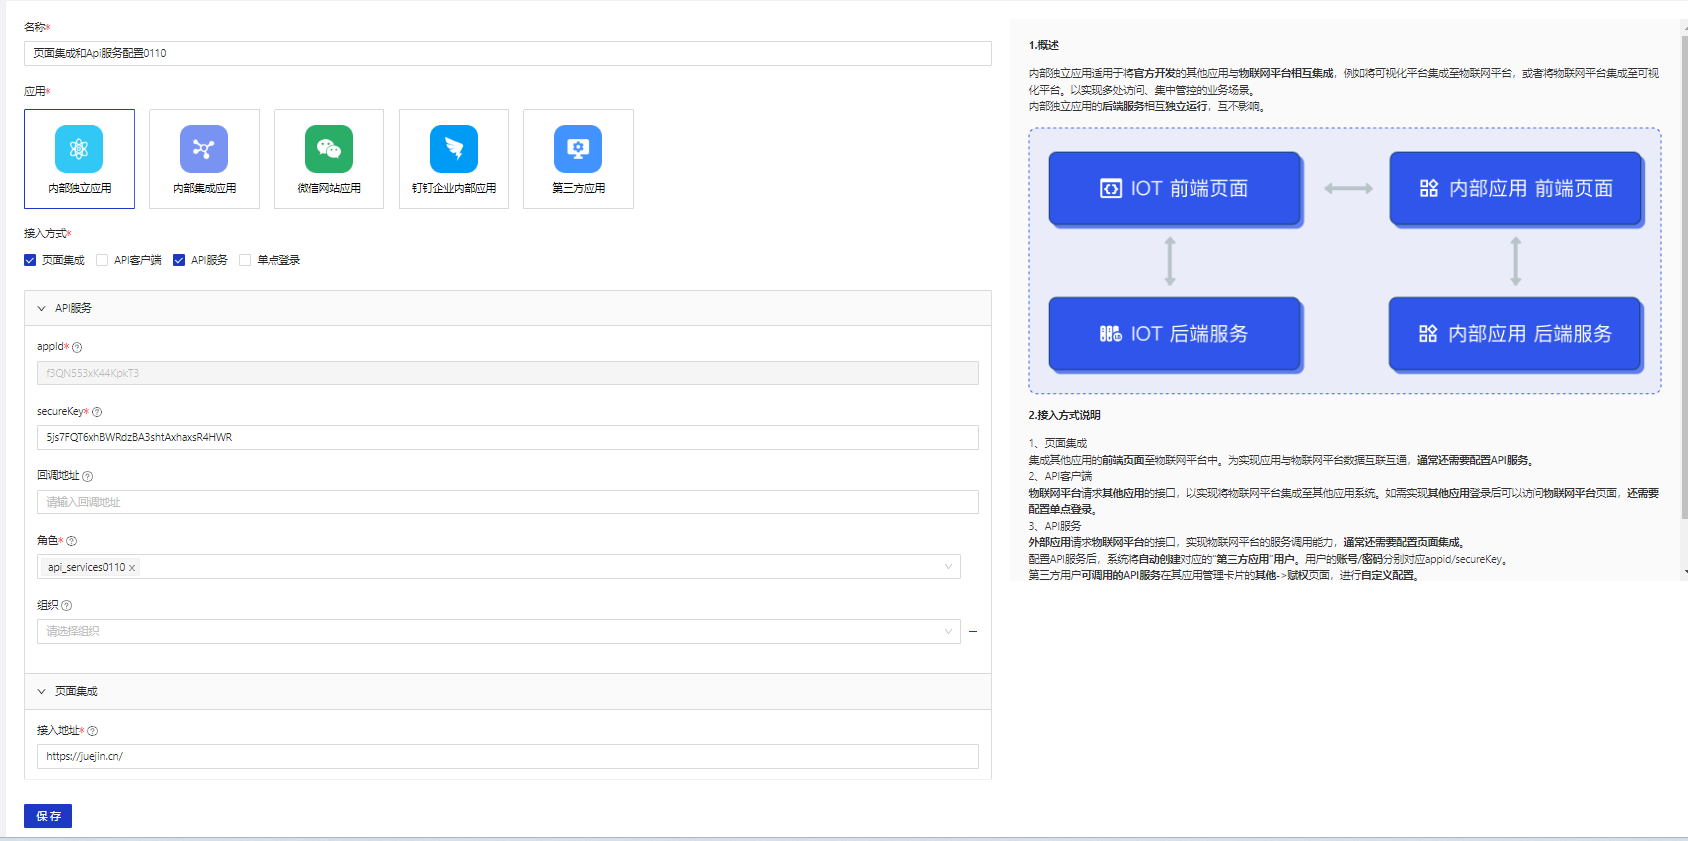 名称*
页面集成和Api服务配置0110
应用*
内部独立应用
内部集成应用
微信网站应用
钉钉企业内部应用
第三方应用
接入方式*
页面集成 API客户端 API服务 单点登录
API服务
appId*
f3QN553xK44KpkT3
secureKey*
5js7FQT6xhBWRdzBA3shtAxhaxsR4HWR
回调地址
请输入回调地址
角色*
api_services0110 ×
组织
请选择组织
页面集成
接入地址*
https://juejin.cn/
保存
1.概述
内部独立应用适用于将官方开发的其他应用与物联网平台相互集成，例如将可视化平台集成至物联网平台，或者将物联网平台集成至可视
化平台。以实现多处访问、集中管控的业务场景。
内部独立应用的后端服务相互独立运行，互不影响。
IOT 前端页面
内部应用 前端页面
IOT 后端服务
内部应用 后端服务
2.接入方式说明
1、页面集成
集成其他应用的前端页面至物联网平台中。为实现应用与物联网平台数据互联互通，通常还需要配置API服务。
2、API客户端
物联网平台请求其他应用的接口，以实现将物联网平台集成至其他应用系统。如需实现其他应用登录后可以访问物联网平台页面，还需要
配置单点登录。
3、API服务
外部应用请求物联网平台的接口，实现物联网平台的服务调用能力，通常还需要配置页面集成。
配置API服务后，系统将自动创建对应的"第三方应用"用户。用户的账号/密码分别对应appid/secureKey。
第三方用户可调用的API服务在其应用管理卡片的其他->赋权页面，进行自定义配置。